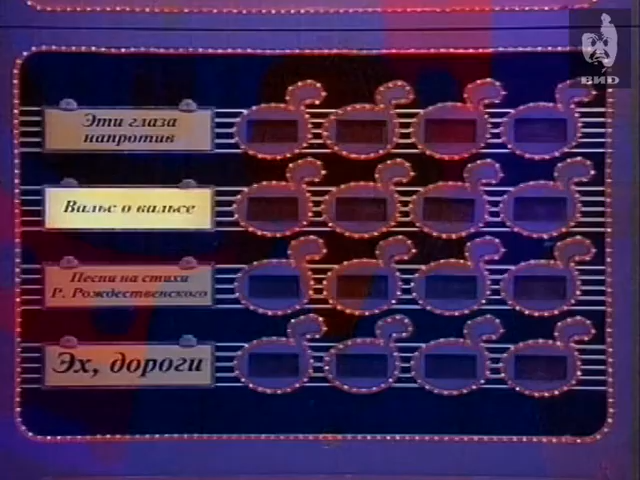 ВИD
Эти глаза
напротив
Вальс о вальсе
Песни на стихи
Р. Рождественского
Эх, дороги